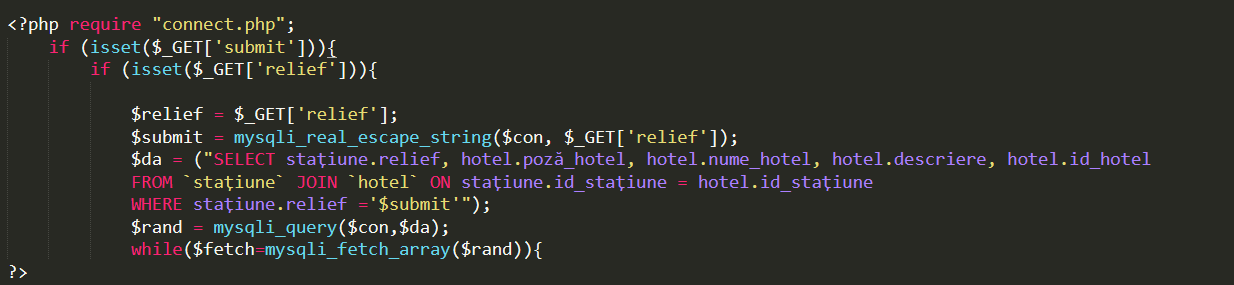 <?php require "connect.php";
if (isset($_GET['submit'])){
if (isset($_GET['relief'])){
$relief = $_GET['relief'];
$submit = mysqli_real_escape_string($con, $_GET['relief']);
$da = ("SELECT stațiune.relief, hotel.poză_hotel, hotel.nume_hotel, hotel.descriere, hotel.id_hotel
FROM `stațiune` JOIN `hotel` ON stațiune.id_stațiune = hotel.id_stațiune
WHERE stațiune.relief ='$submit'");
$rand = mysqli_query($con,$da);
while($fetch=mysqli_fetch_array($rand)){
?>